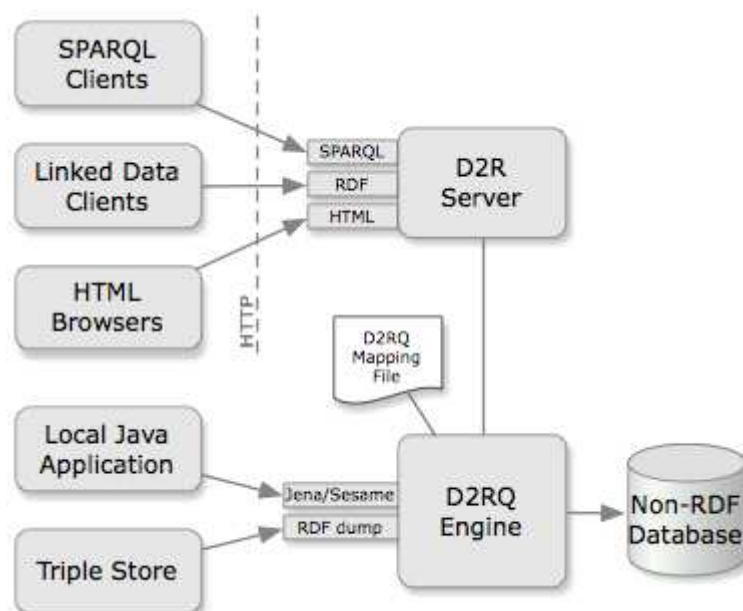 SPARQL
Clients
Linked Data
Clients
HTML
Browsers
HTTP
SPARQL
RDF
HTML
D2R
Server
D2RQ
Mapping
File
Local Java
Application
Triple Store
Jena/Sesame
RDF dump
D2RQ
Engine
Non-RDF
Database